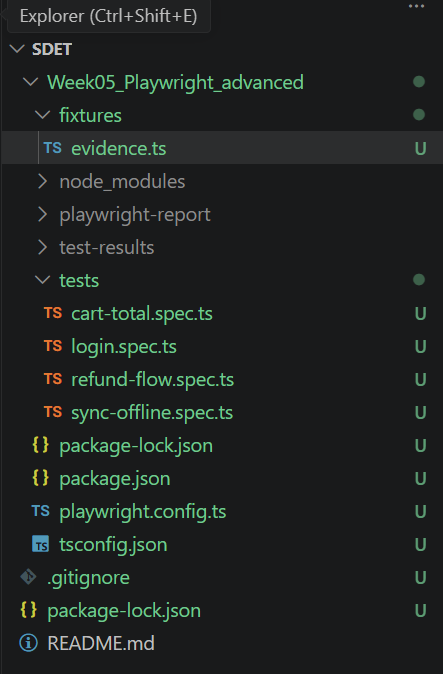 ...
Explorer (Ctrl+Shift+E)
SDET
Week05_Playwright_advanced
fixtures
TS evidence.ts U
node_modules
playwright-report
test-results
tests
TS cart-total.spec.ts U
TS login.spec.ts U
TS refund-flow.spec.ts U
TS sync-offline.spec.ts U
{} package-lock.json U
{} package.json U
TS playwright.config.ts U
TS tsconfig.json U
.gitignore U
{} package-lock.json U
README.md